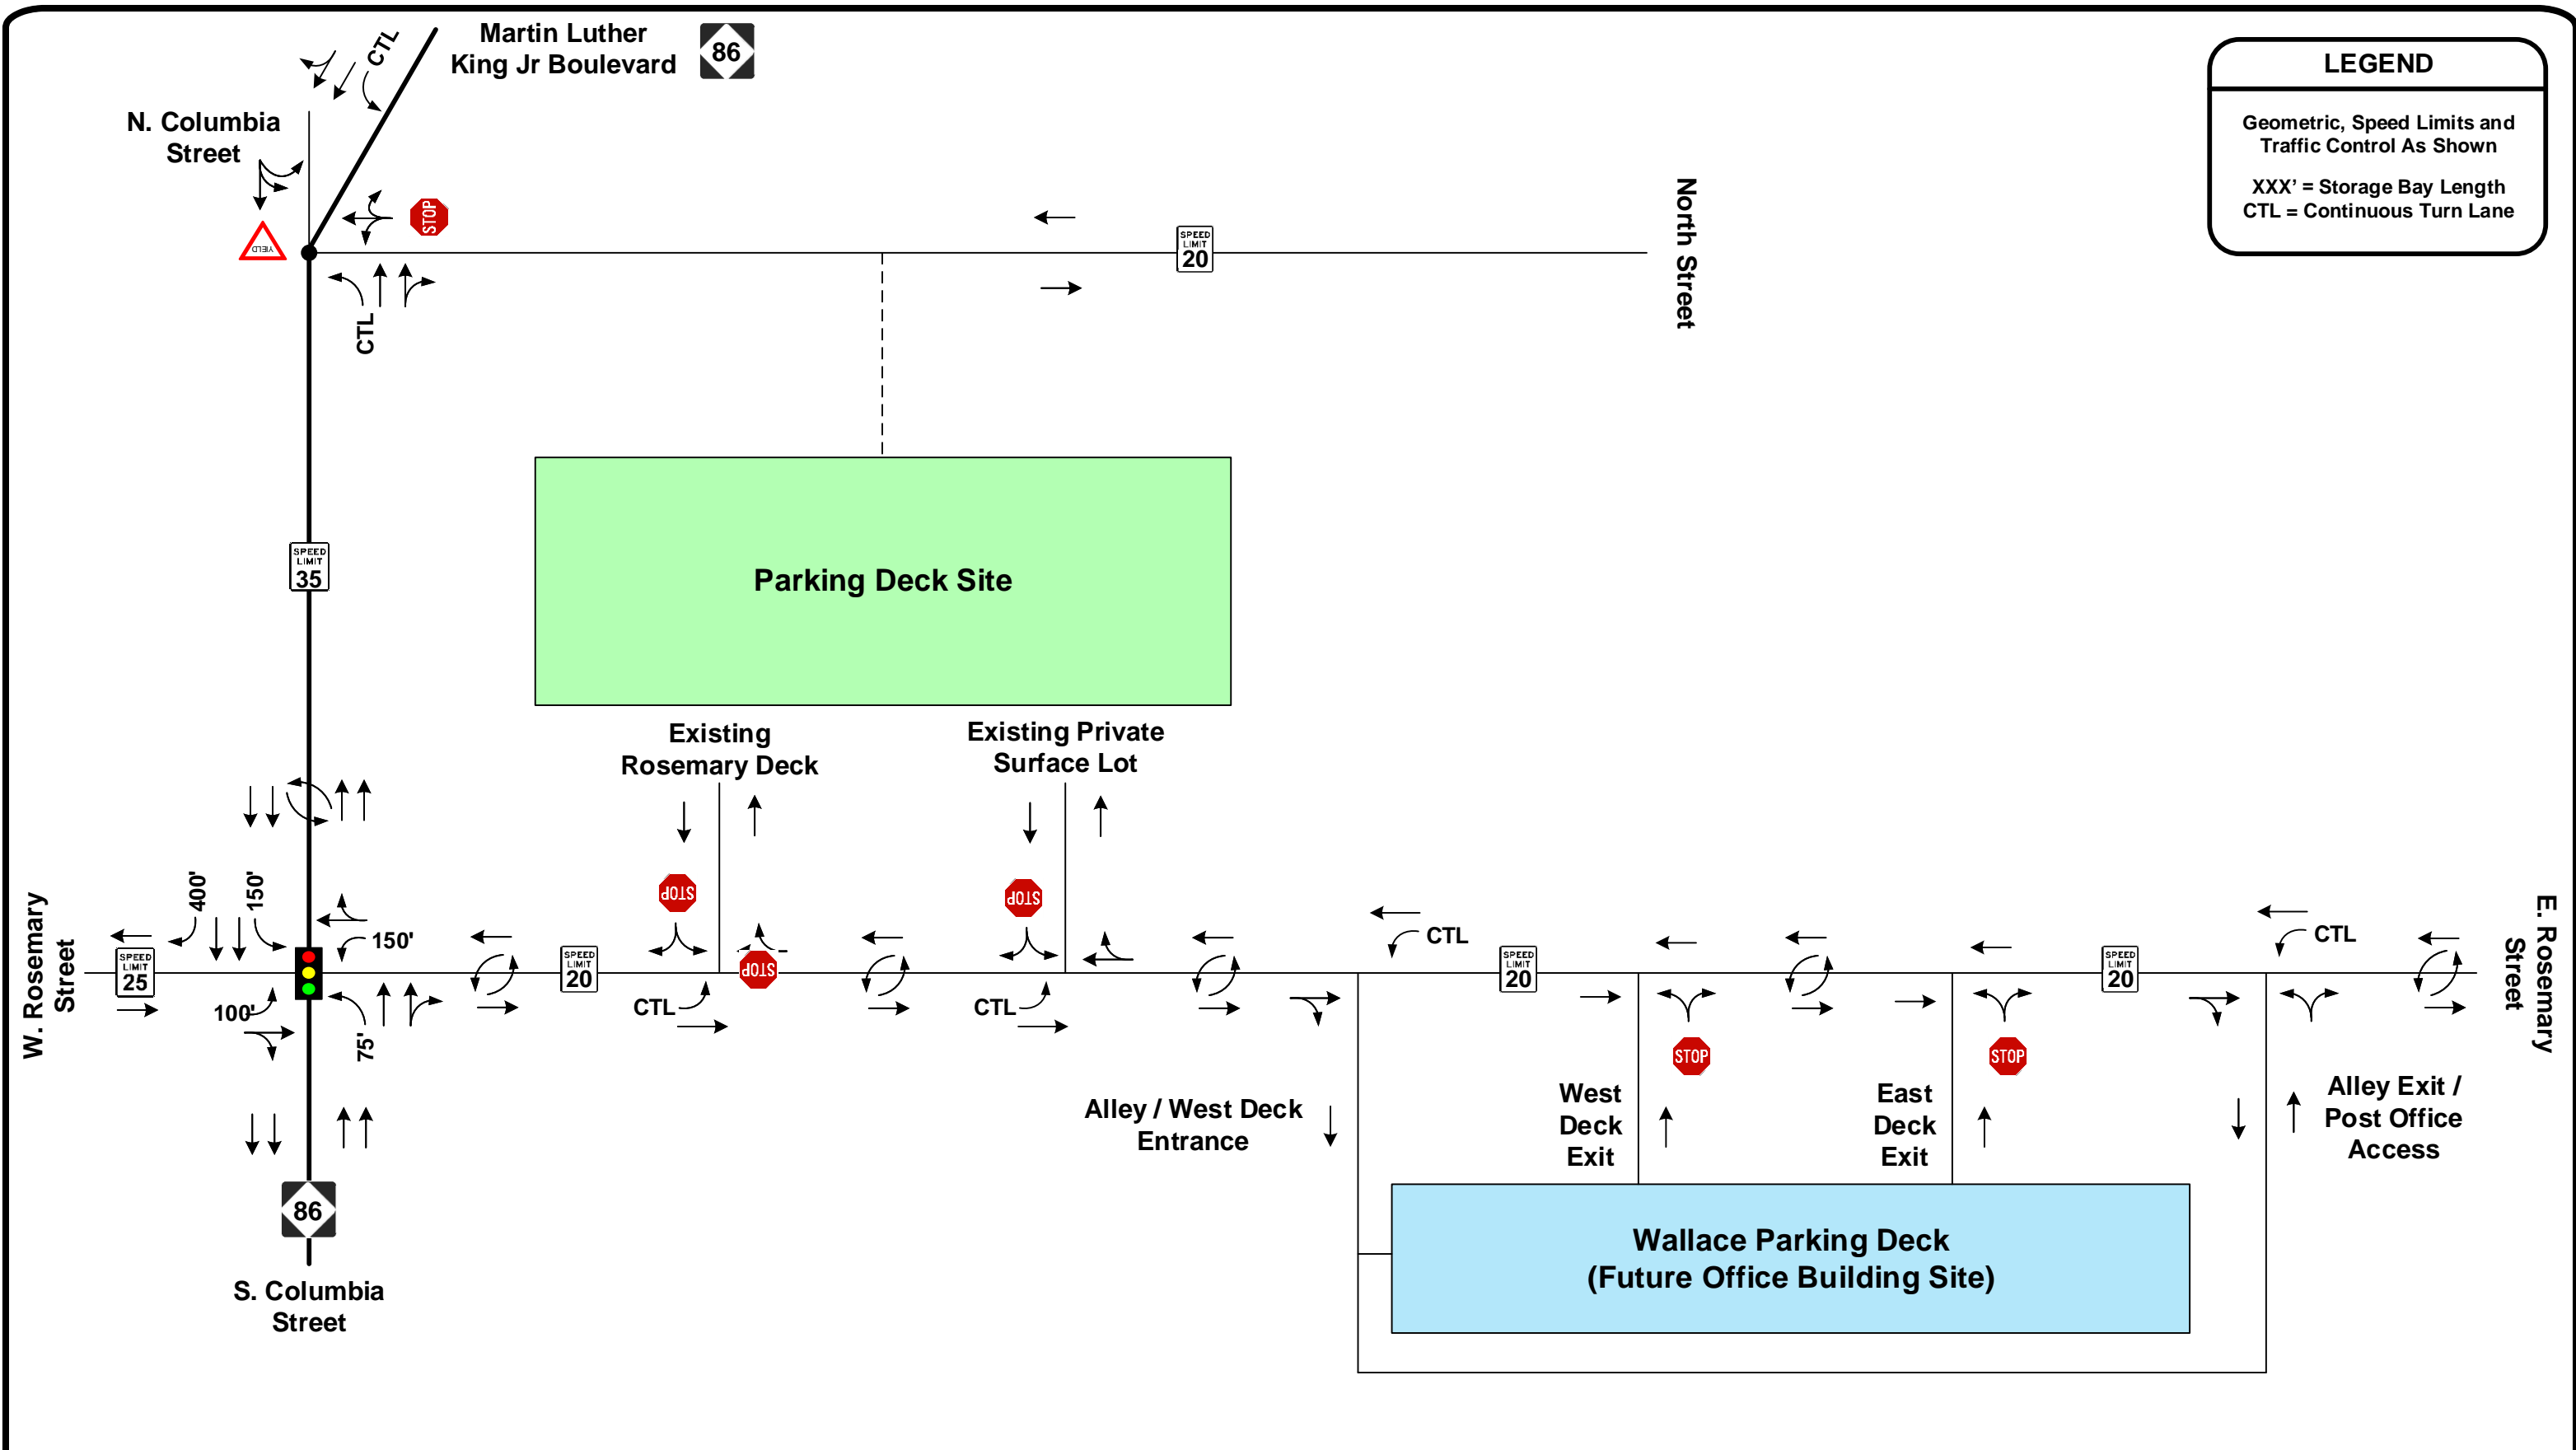 Martin Luther
King Jr Boulevard
86
CTL
LEGEND
Geometric, Speed Limits and
Traffic Control As Shown
XXX' = Storage Bay Length
CTL = Continuous Turn Lane
N. Columbia
Street
YIELD
STOP
CTL
SPEED
LIMIT
20
North Street
SPEED
LIMIT
35
Parking Deck Site
Existing
Rosemary Deck
Existing Private
Surface Lot
STOP
STOP
W. Rosemary
Street
400'
150'
150'
SPEED
LIMIT
25
100'
75'
SPEED
LIMIT
20
STOP
CTL
CTL
CTL
SPEED
LIMIT
20
SPEED
LIMIT
20
CTL
E. Rosemary
Street
STOP
STOP
Alley / West Deck
Entrance
West
Deck
Exit
East
Deck
Exit
Alley Exit /
Post Office
Access
86
S. Columbia
Street
Wallace Parking Deck
(Future Office Building Site)